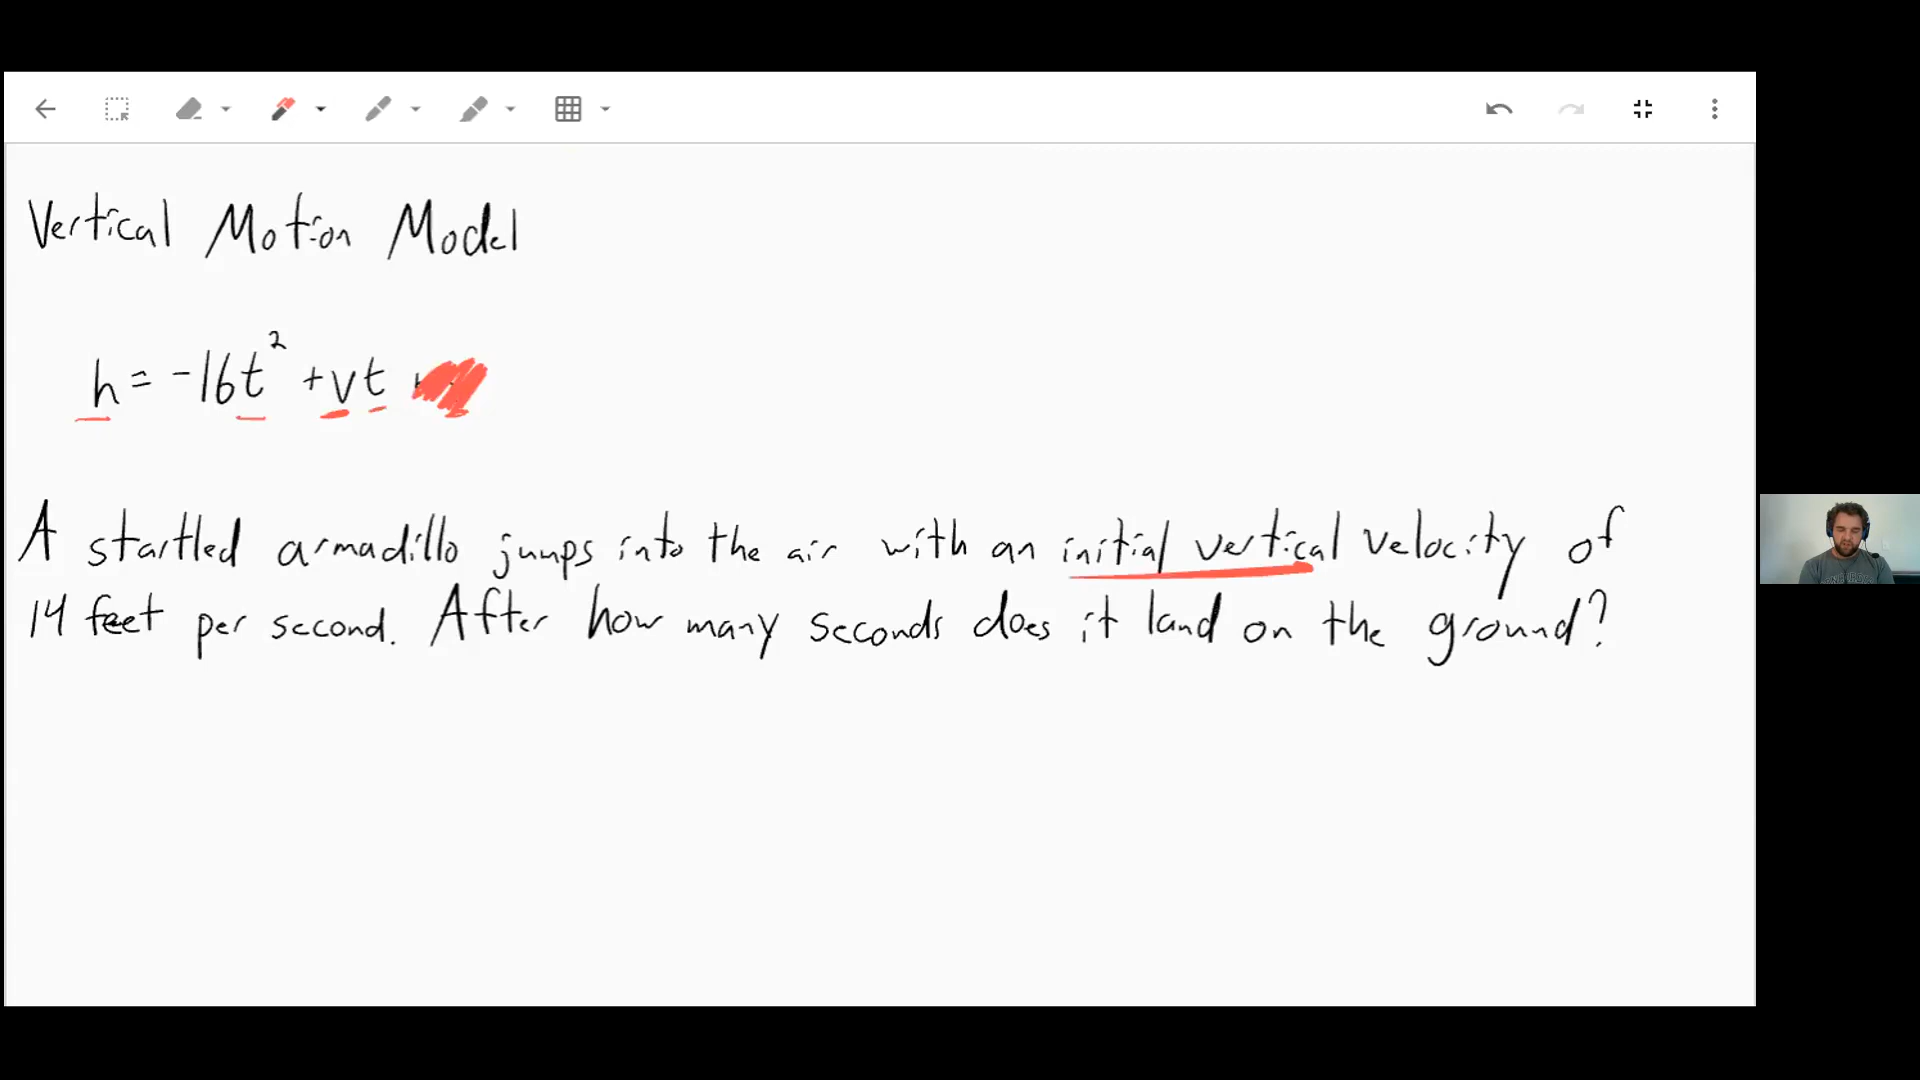 Vertical Motion Model
h = -16t² + vt
A startled armadillo jumps into the air with an initial vertical velocity of
14 feet per second. After how many seconds does it land on the ground?